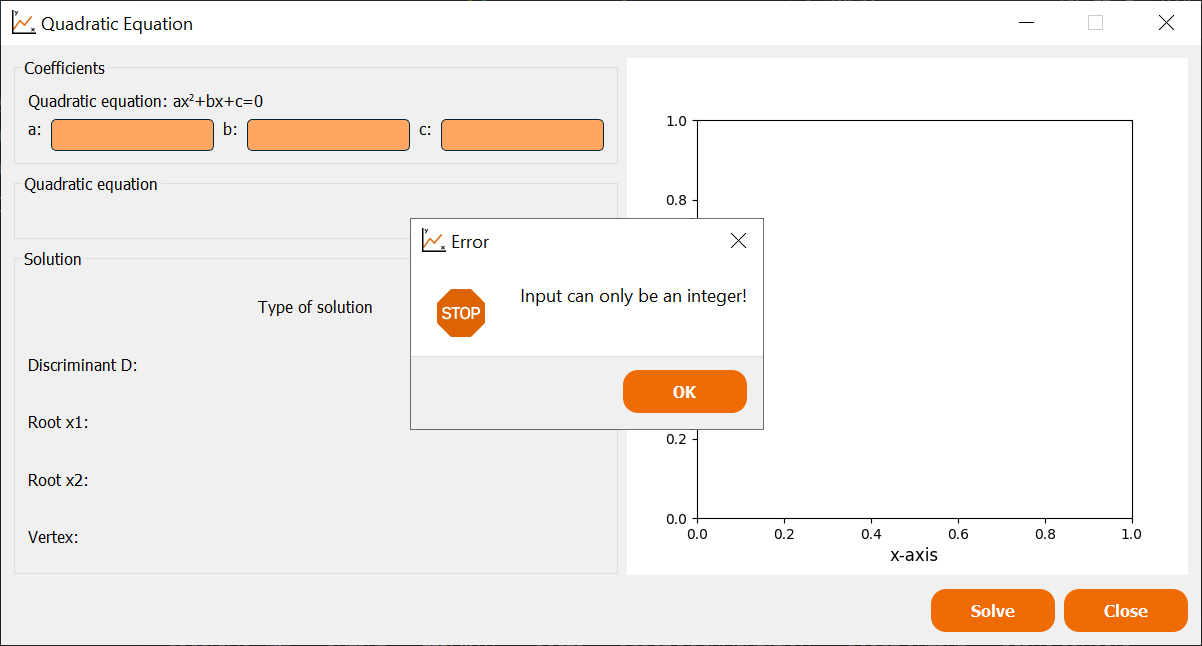 Quadratic Equation
Coefficients
Quadratic equation: ax²+bx+c=0
a: b: c:
Quadratic equation
Solution
Type of solution
Discriminant D:
Root x1:
Root x2:
Vertex:
y
x
Error
STOP
Input can only be an integer!
OK
1.0
0.8
0.2
0.0
0.0 0.2 0.4 0.6 0.8 1.0
x-axis
Solve Close